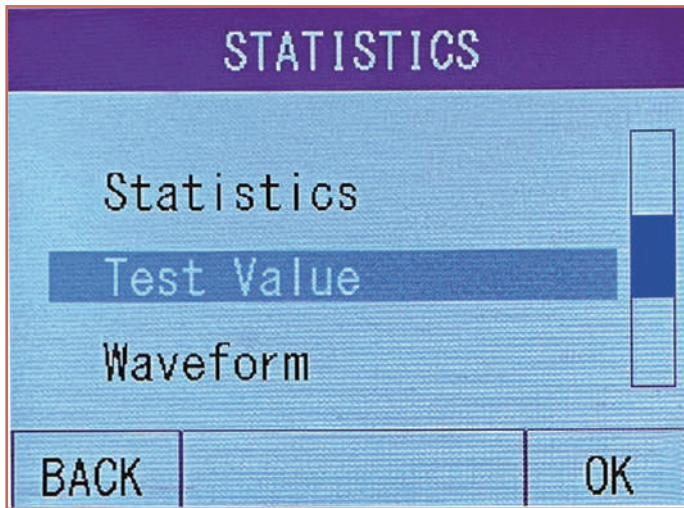 STATISTICS
Statistics
Test Value
Waveform
BACK OK